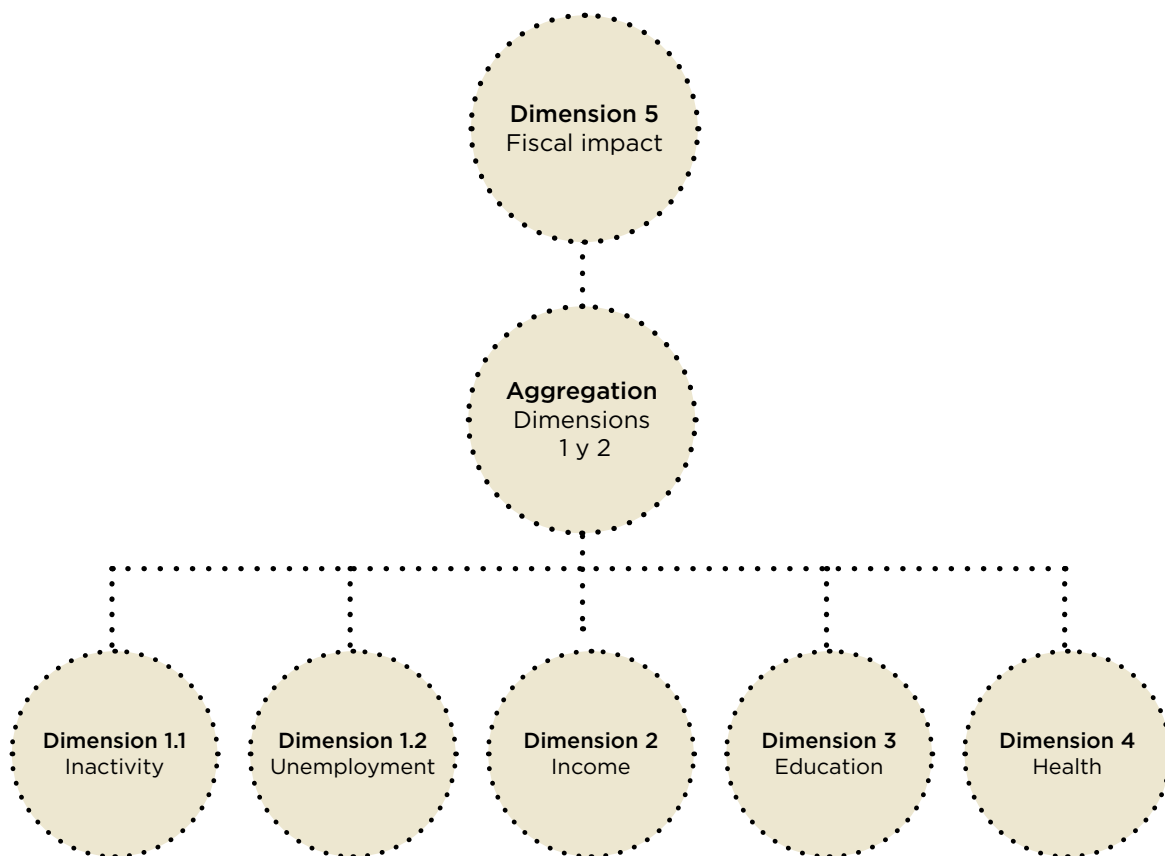 Dimension 5
Fiscal impact
Aggregation
Dimensions
1 y 2
Dimension 1.1
Inactivity
Dimension 1.2
Unemployment
Dimension 2
Income
Dimension 3
Education
Dimension 4
Health